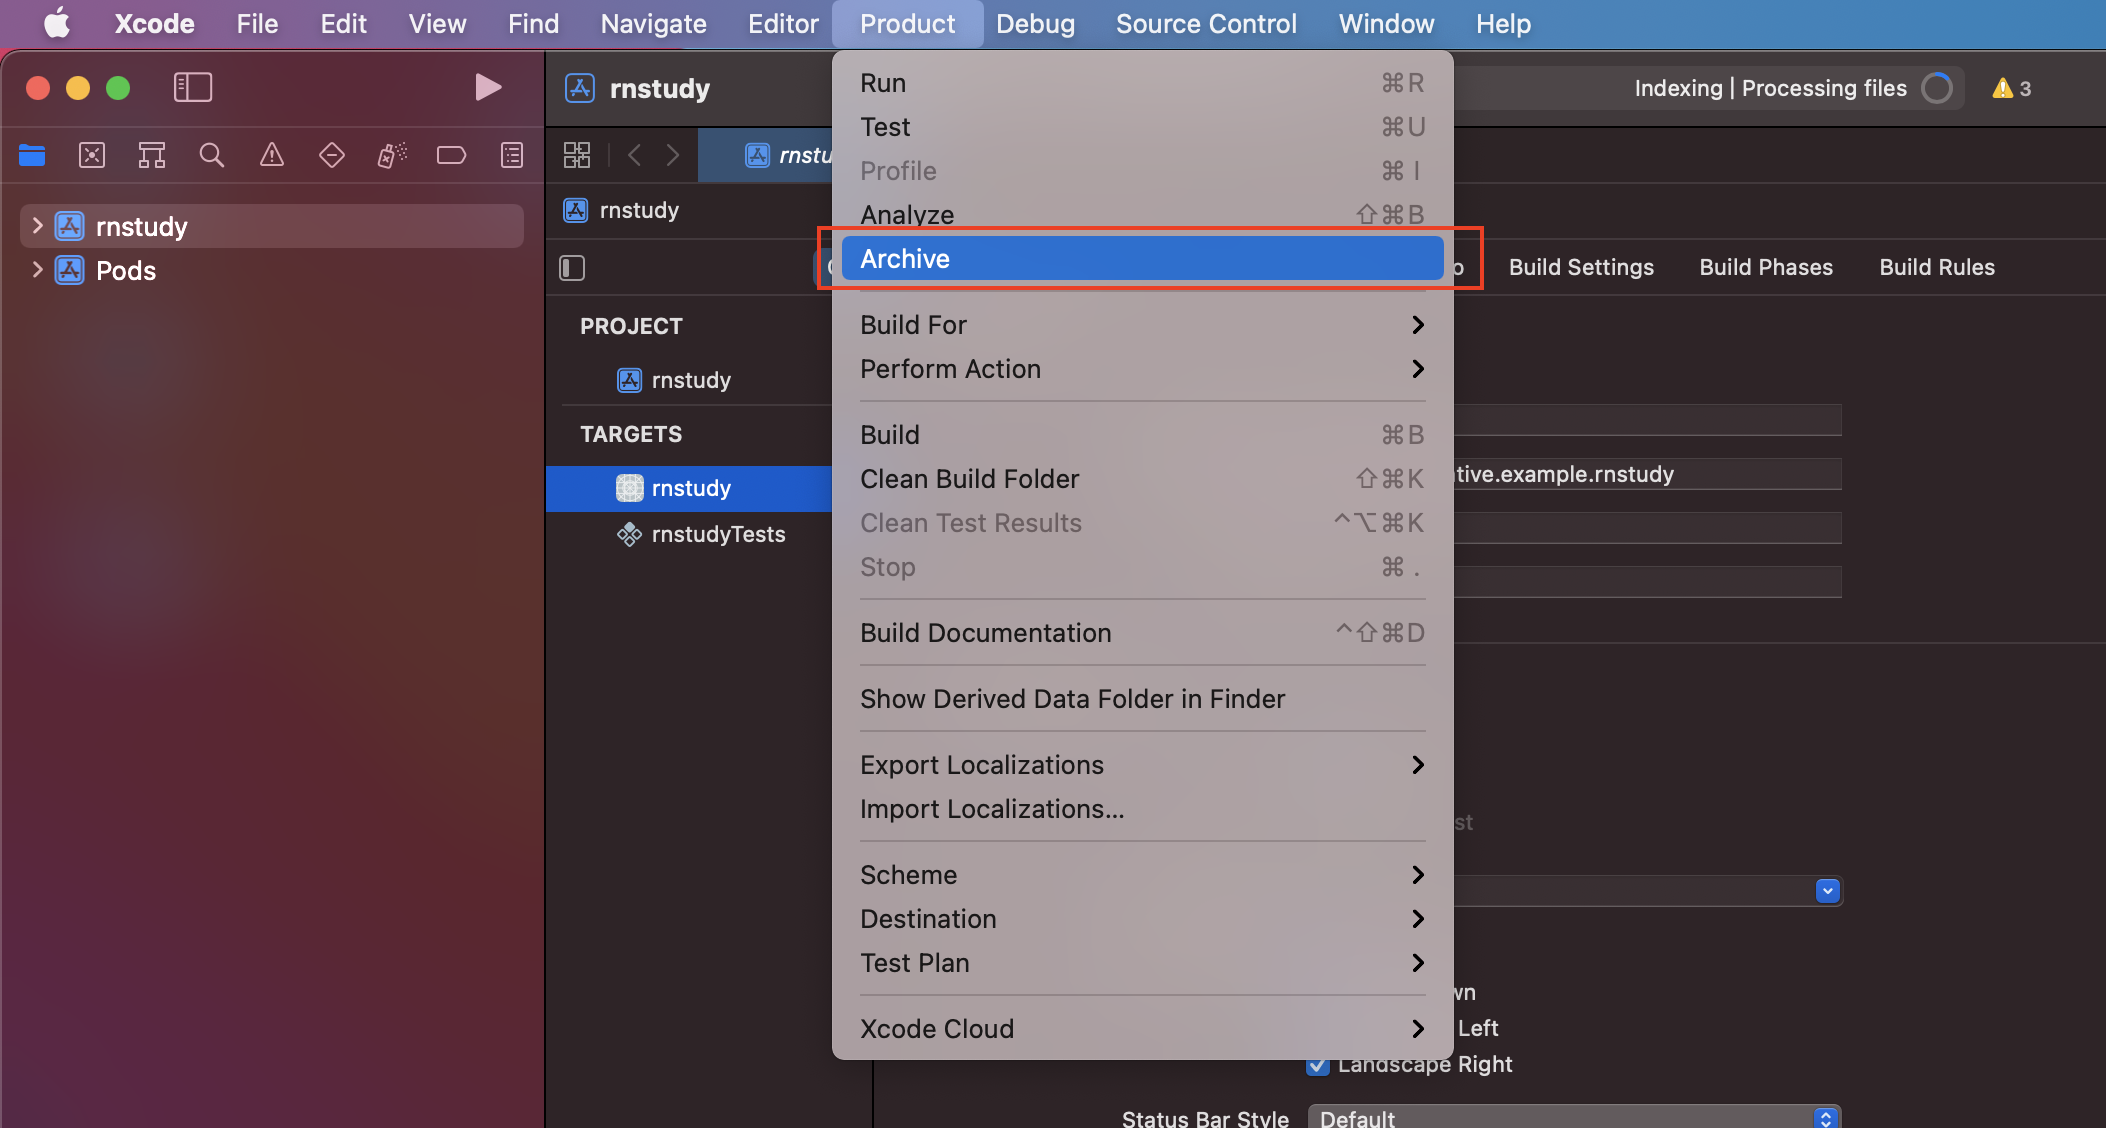 Xcode File Edit View Find Navigate Editor Product Debug Source Control Window Help
rnstudy
Indexing | Processing files
3
rnstudy
Pods
rnstu
rnstudy
Build Settings
Build Phases
Build Rules
PROJECT
rnstudy
TARGETS
rnstudy
rnstudyTests
Run ⌘R
Test ⌘U
Profile ⌘I
Analyze ⇧⌘B
Archive
Build For
Perform Action
Build ⌘B
Clean Build Folder ⇧⌘K
Clean Test Results ^⌥⌘K
Stop ⌘.
Build Documentation ^⇧⌘D
Show Derived Data Folder in Finder
Export Localizations
Import Localizations...
Scheme
Destination
Test Plan
Xcode Cloud
tive.example.rnstudy
st
wn
Left
Landscape Right
Status Bar Style Default